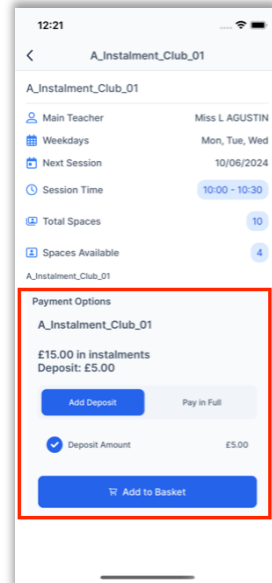 12:21
A_Instalment_Club_01
A_Instalment_Club_01
Main Teacher Miss L AGUSTIN
Weekdays Mon, Tue, Wed
Next Session 10/06/2024
Session Time 10:00 - 10:30
Total Spaces 10
Spaces Available 4
A_Instalment_Club_01
Payment Options
A_Instalment_Club_01
£15.00 in instalments
Deposit: £5.00
Add Deposit Pay in Full
Deposit Amount £5.00
Add to Basket